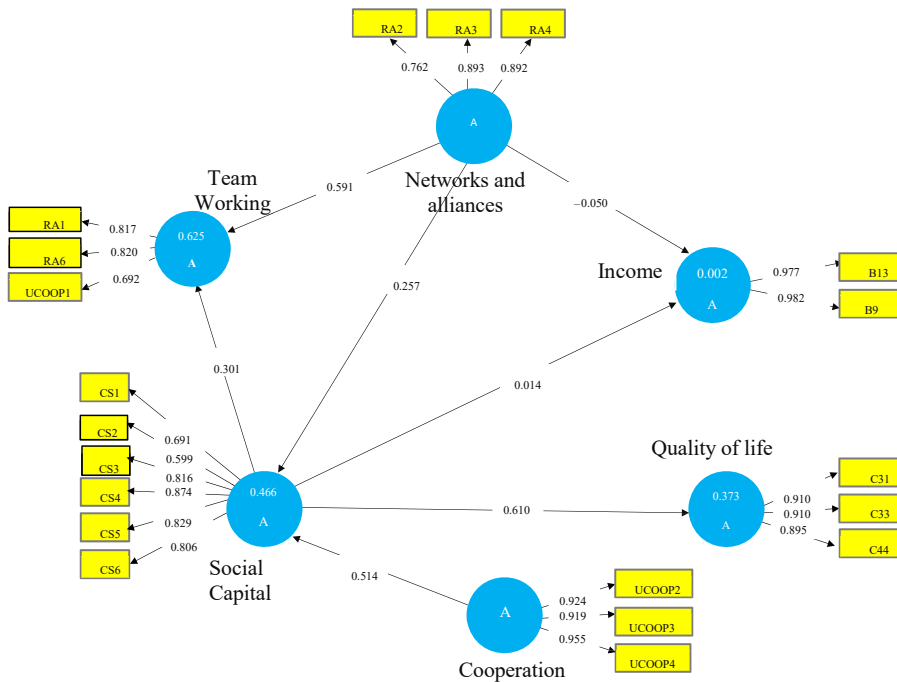 RA2 RA3 RA4
0.762 0.893 0.892
A
Networks and
alliances
Team
Working
0.591
−0.050
RA1
RA6
UCOOP1
0.817
0.820
0.692
0.625
A
0.257
Income
0.002
A
0.977
0.982
B13
B9
0.301
0.014
CS1
CS2
CS3
CS4
CS5
CS6
0.691
0.599
0.816
0.874
0.829
0.806
0.466
A
Social
Capital
0.610
Quality of life
0.373
A
0.910
0.910
0.895
C31
C33
C44
0.514
A
Cooperation
0.924
0.919
0.955
UCOOP2
UCOOP3
UCOOP4